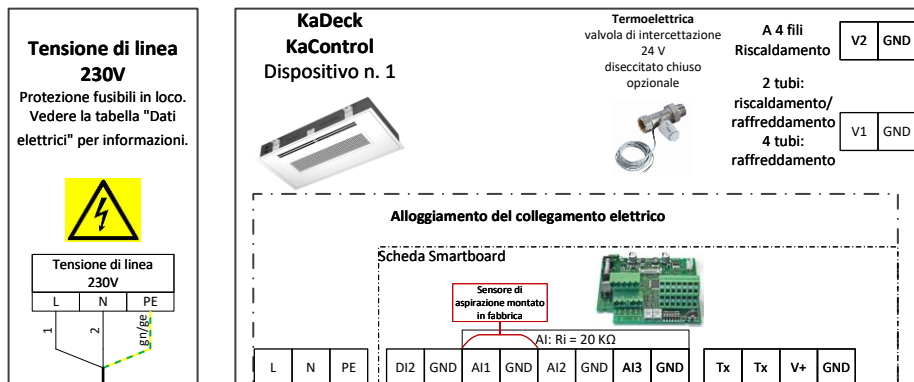 Tensione di linea
230V
Protezione fusibili in loco.
Vedere la tabella "Dati
elettrici" per informazioni.
Tensione di linea
230V
L N PE
1 2 gn/ge
KaDeck
KaControl
Dispositivo n. 1
Termoelettrica
valvola di intercettazione
24 V
diseccitato chiuso
opzionale
A 4 fili
Riscaldamento
V2 GND
2 tubi:
riscaldamento/
raffreddamento
4 tubi:
raffreddamento
V1 GND
Alloggiamento del collegamento elettrico
Scheda Smartboard
Sensore di
aspirazione montato
in fabbrica
AI: Ri = 20 KΩ
L N PE DI2 GND AI1 GND AI2 GND AI3 GND Tx Tx V+ GND